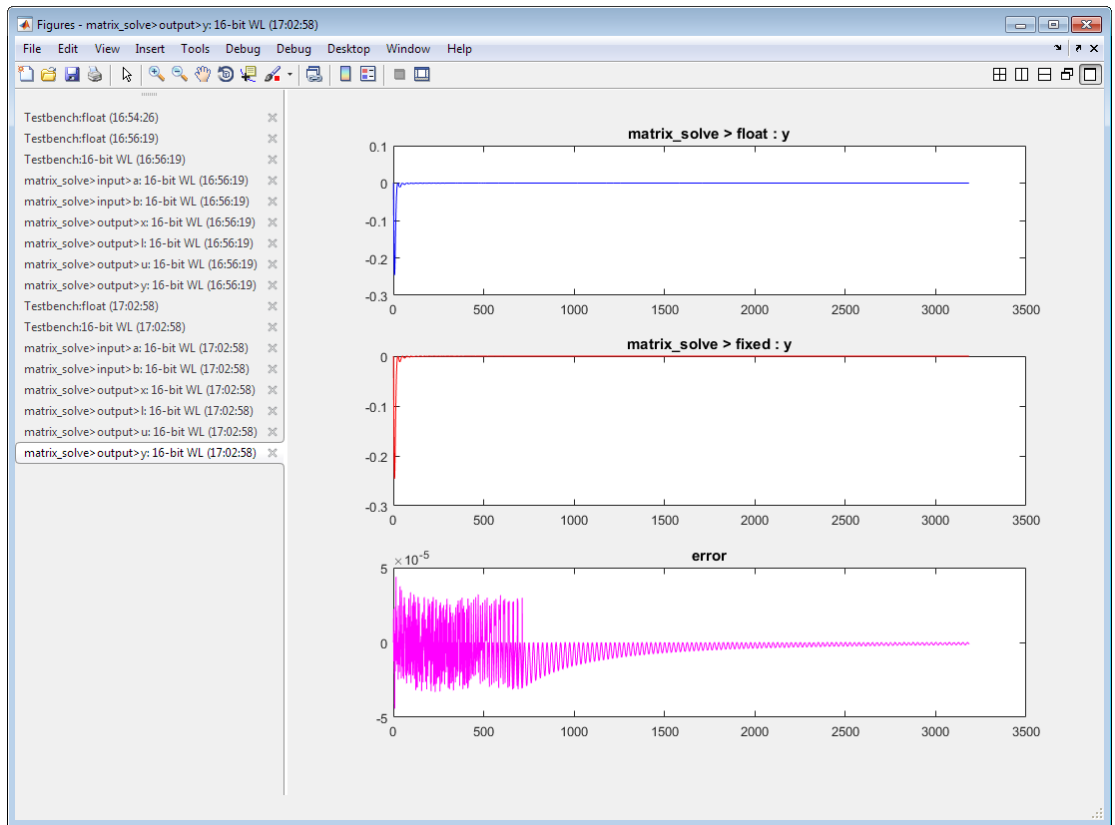 Figures - matrix_solve>output>y: 16-bit WL (17:02:58)
File Edit View Insert Tools Debug Debug Desktop Window Help
Testbench:float (16:54:26)
Testbench:float (16:56:19)
Testbench:16-bit WL (16:56:19)
matrix_solve>input>a: 16-bit WL (16:56:19)
matrix_solve>input>b: 16-bit WL (16:56:19)
matrix_solve>output>x: 16-bit WL (16:56:19)
matrix_solve>output>l: 16-bit WL (16:56:19)
matrix_solve>output>u: 16-bit WL (16:56:19)
matrix_solve>output>y: 16-bit WL (16:56:19)
Testbench:float (17:02:58)
Testbench:16-bit WL (17:02:58)
matrix_solve>input>a: 16-bit WL (17:02:58)
matrix_solve>input>b: 16-bit WL (17:02:58)
matrix_solve>output>x: 16-bit WL (17:02:58)
matrix_solve>output>l: 16-bit WL (17:02:58)
matrix_solve>output>u: 16-bit WL (17:02:58)
matrix_solve>output>y: 16-bit WL (17:02:58)
matrix_solve > float : y
0.1
0
-0.1
-0.2
-0.3
0 500 1000 1500 2000 2500 3000 3500
matrix_solve > fixed : y
0
-0.1
-0.2
-0.3
0 500 1000 1500 2000 2500 3000 3500
error
×10-5
5
0
-5
0 500 1000 1500 2000 2500 3000 3500